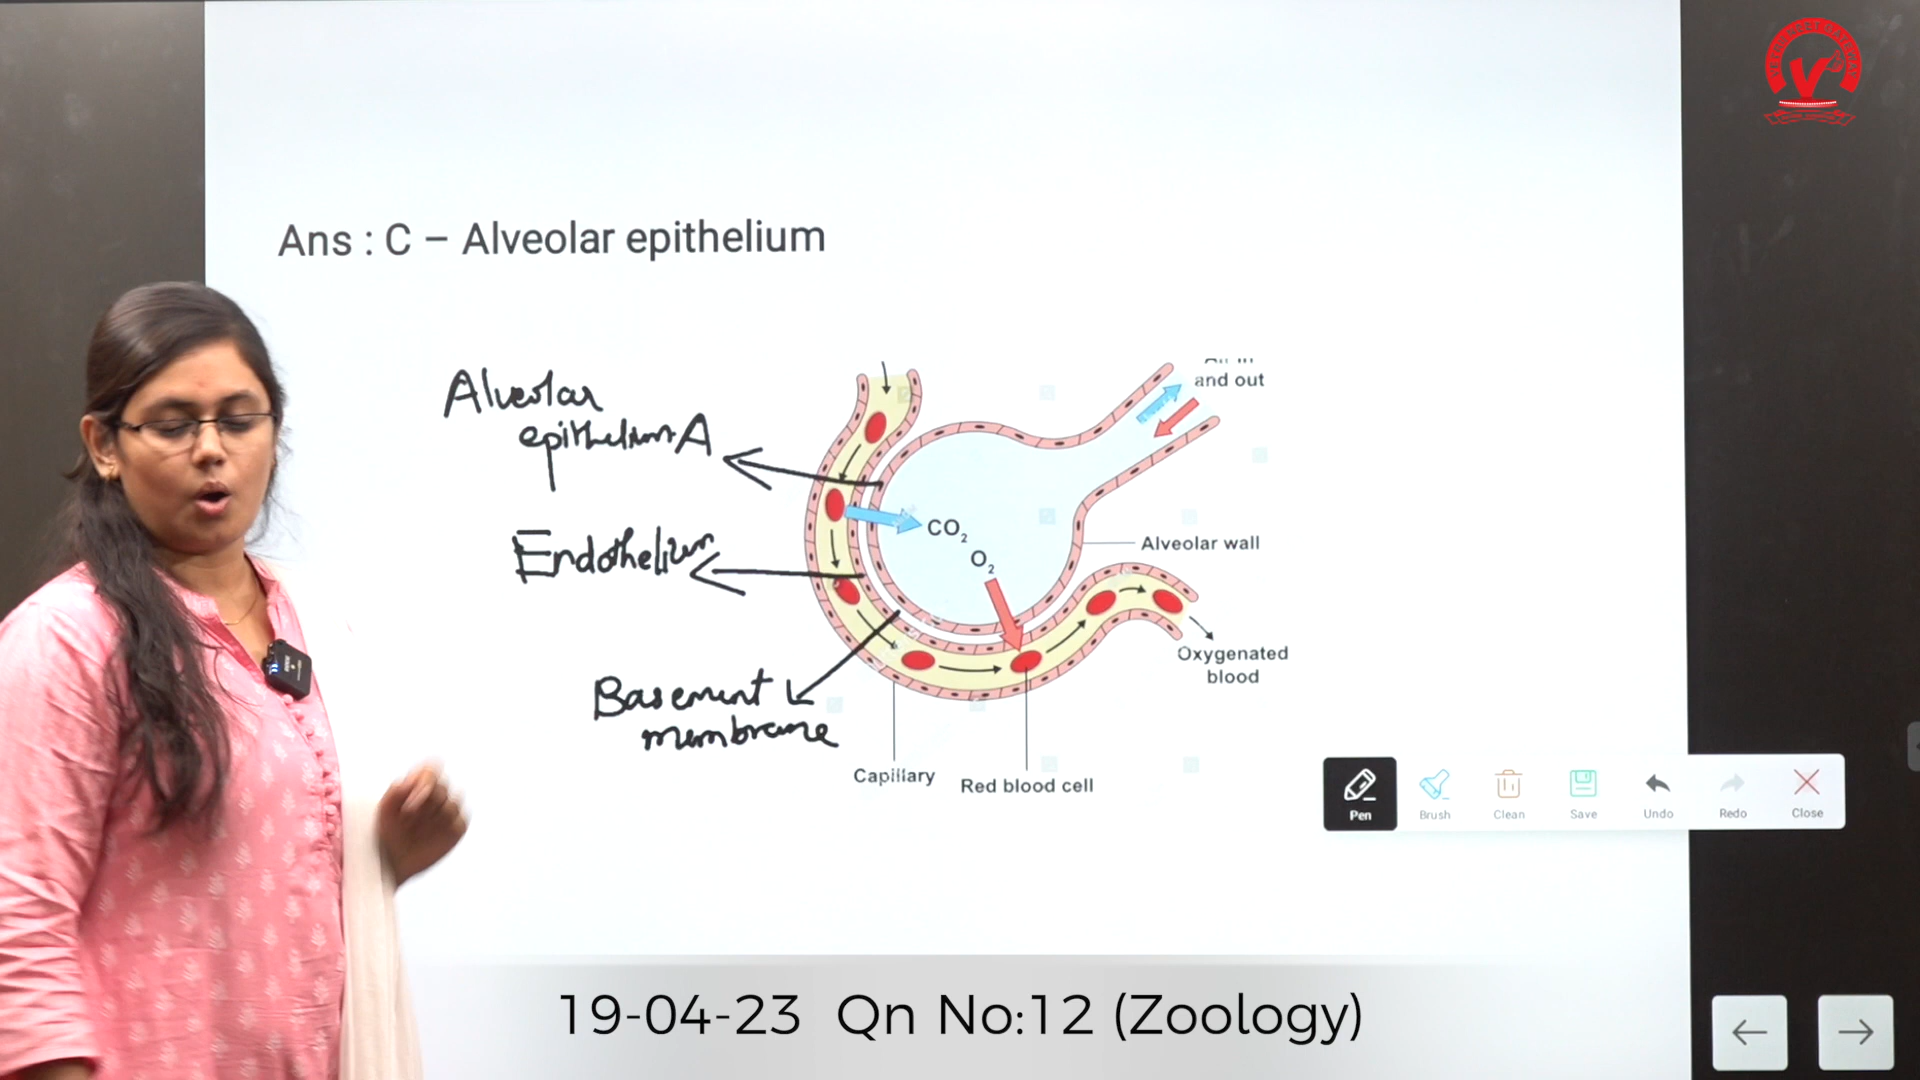 Ans : C – Alveolar epithelium
Alveolar
epithelium A
and out
CO2
O2
Endothelium
Alveolar wall
Oxygenated
blood
Basement
membrane
Capillary
Red blood cell
Pen
Brush
Clean
Save
Undo
Redo
Close
19-04-23 Qn No:12 (Zoology)